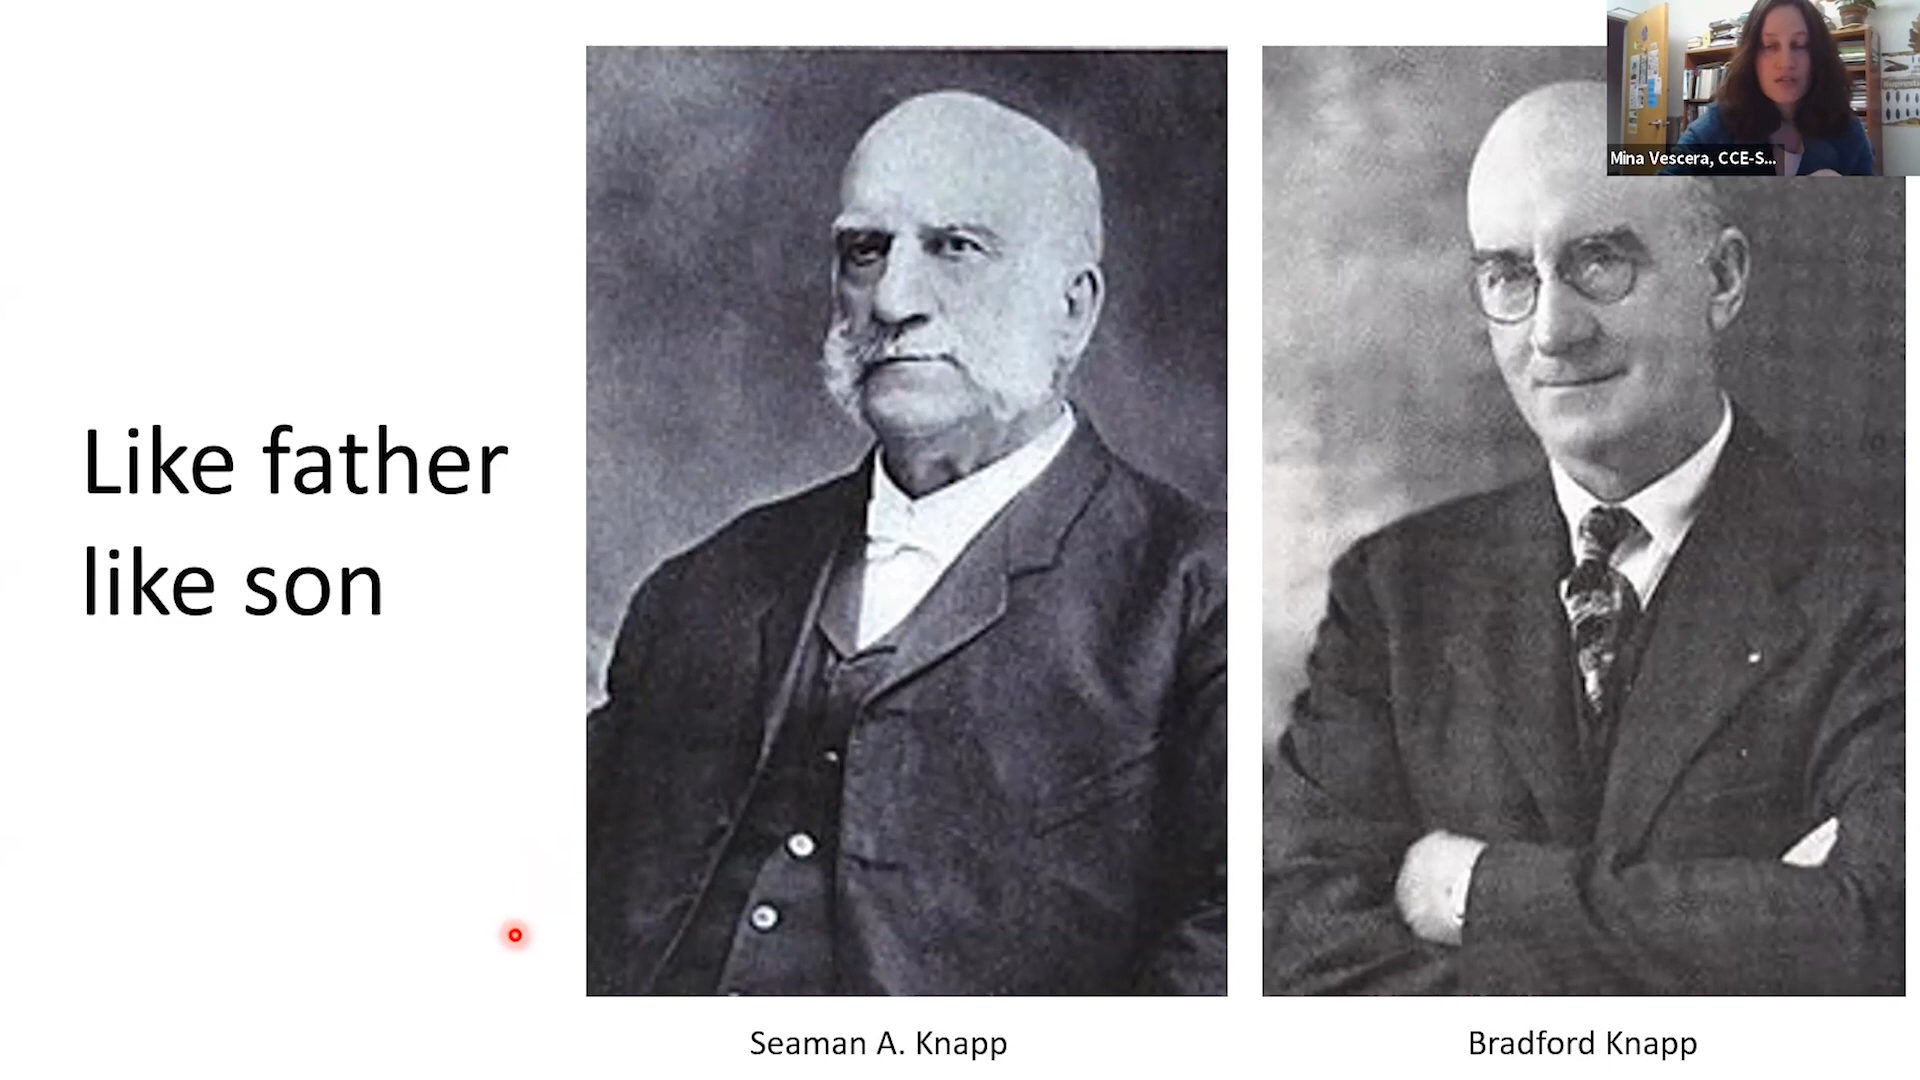 Like father
like son
Mina Vescera, CCE-S...
Seaman A. Knapp
Bradford Knapp